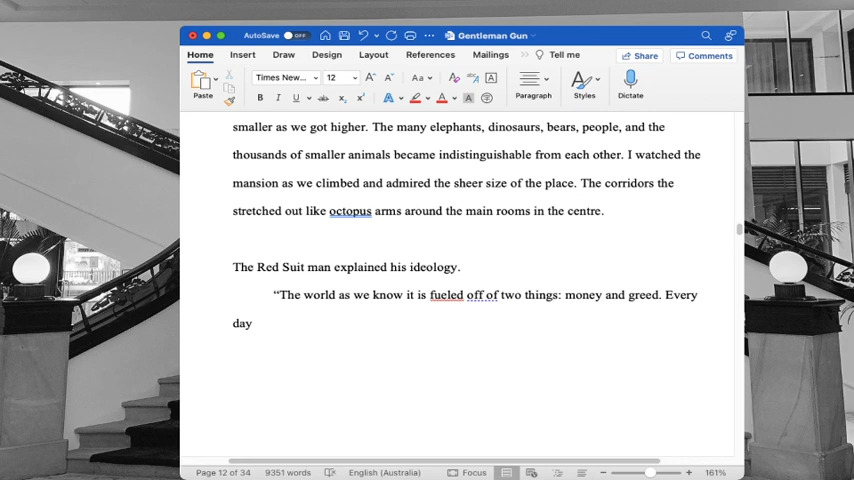 AutoSave OFF Gentleman Gun
Home Insert Draw Design Layout References Mailings >> Tell me Share Comments
Paste Times New... 12 A A Aa A A Paragraph Styles Dictate
B I U ab x₂ x² A A A
smaller as we got higher. The many elephants, dinosaurs, bears, people, and the
thousands of smaller animals became indistinguishable from each other. I watched the
mansion as we climbed and admired the sheer size of the place. The corridors the
stretched out like octopus arms around the main rooms in the centre.
The Red Suit man explained his ideology.
“The world as we know it is fueled off of two things: money and greed. Every
day
Page 12 of 34 9351 words English (Australia) Focus 161%